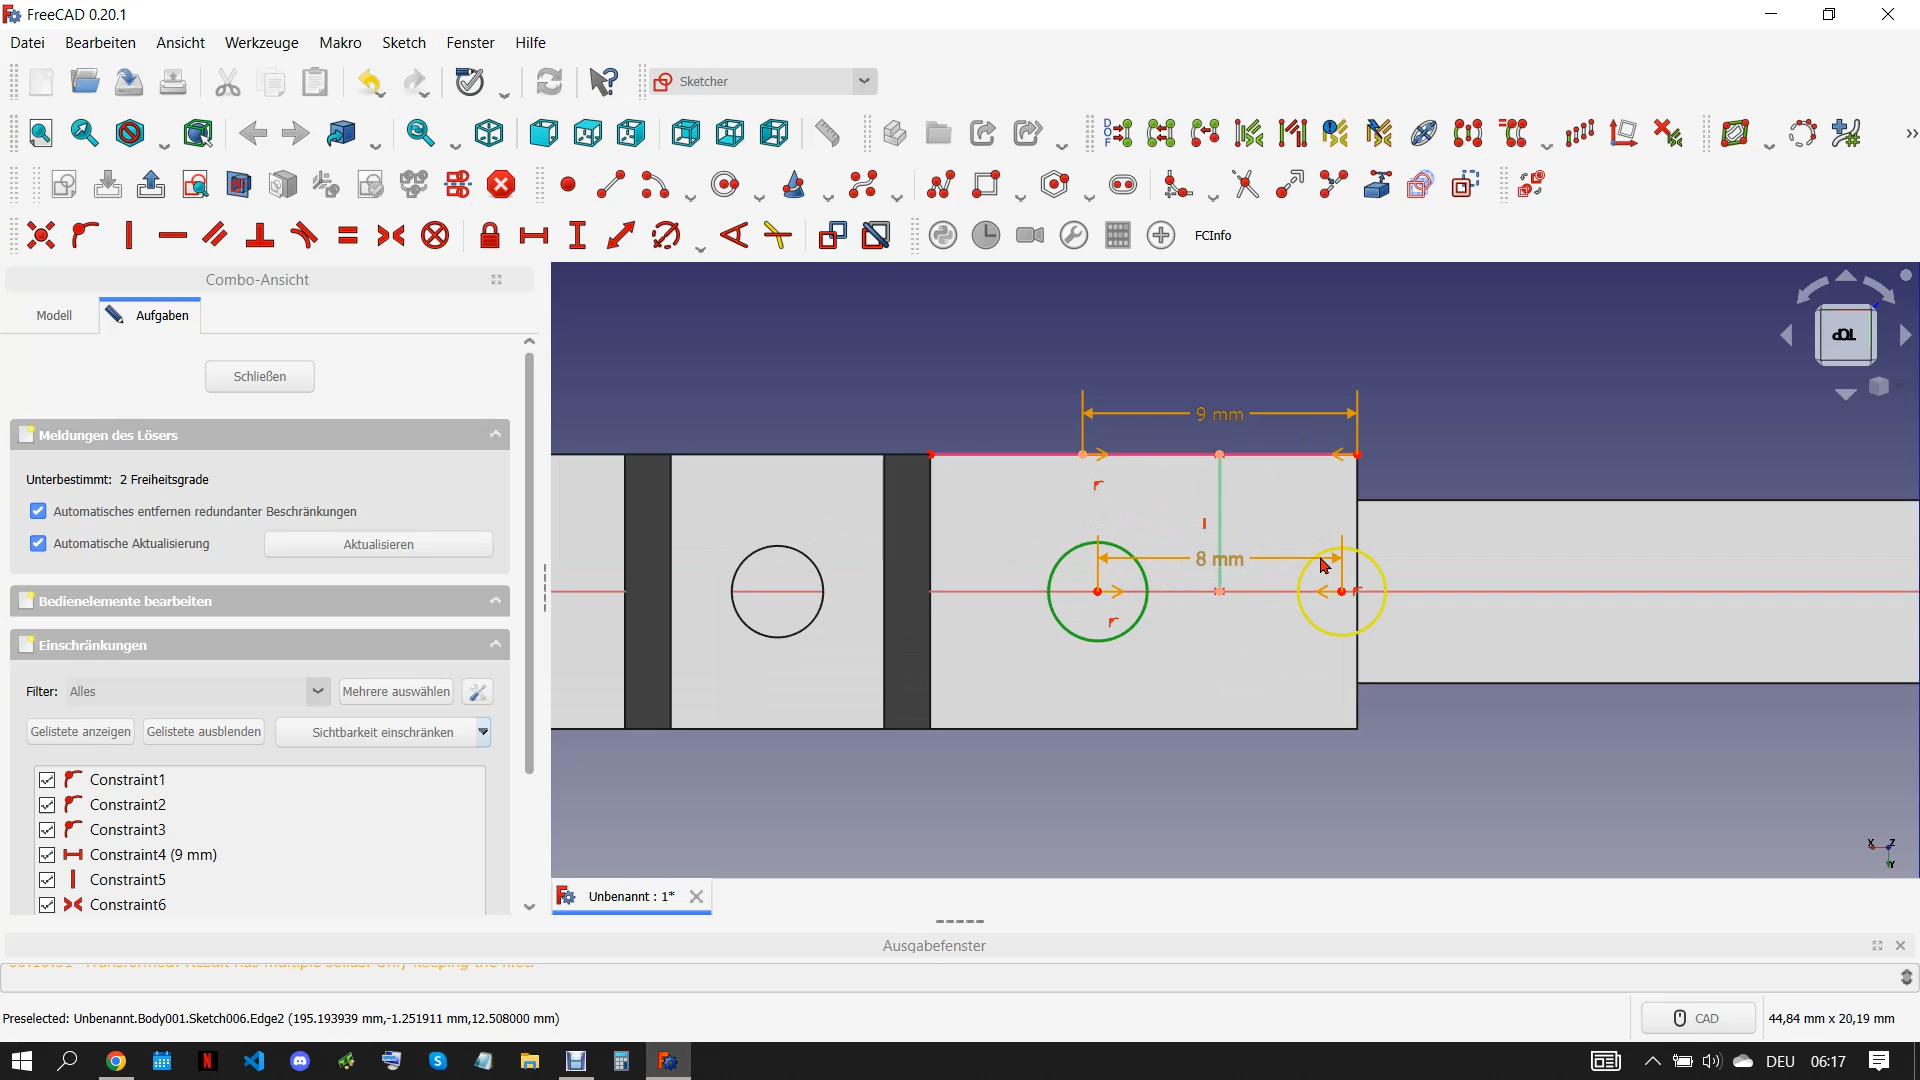 FreeCAD 0.20.1
Datei Bearbeiten Ansicht Werkzeuge Makro Sketch Fenster Hilfe
Sketcher
FCInfo
Combo-Ansicht
Modell Aufgaben
Schließen
Meldungen des Lösers
Unterbestimmt: 2 Freiheitsgrade
Automatisches entfernen redundanter Beschränkungen
Automatische Aktualisierung Aktualisieren
Bedienelemente bearbeiten
Einschränkungen
Filter: Alles Mehrere auswählen
Gelistete anzeigen Gelistete ausblenden Sichtbarkeit einschränken
Constraint1
Constraint2
Constraint3
Constraint4 (9 mm)
Constraint5
Constraint6
9 mm
8 mm
TOP
X Z
Y
Unbenannt : 1*
Ausgabefenster
Preselected: Unbenannt.Body001.Sketch006.Edge2 (195.193939 mm,-1.251911 mm,12.508000 mm)
CAD
44,84 mm x 20,19 mm
DEU 06:17